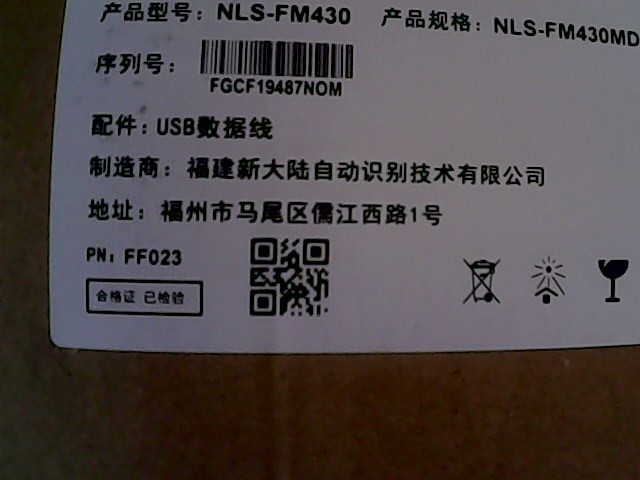 产品型号：NLS-FM430 产品规格：NLS-FM430MD
序列号：
FGCF19487NOM
配件：USB数据线
制造商：福建新大陆自动识别技术有限公司
地址：福州市马尾区儒江西路1号
PN：FF023
合格证 已检验